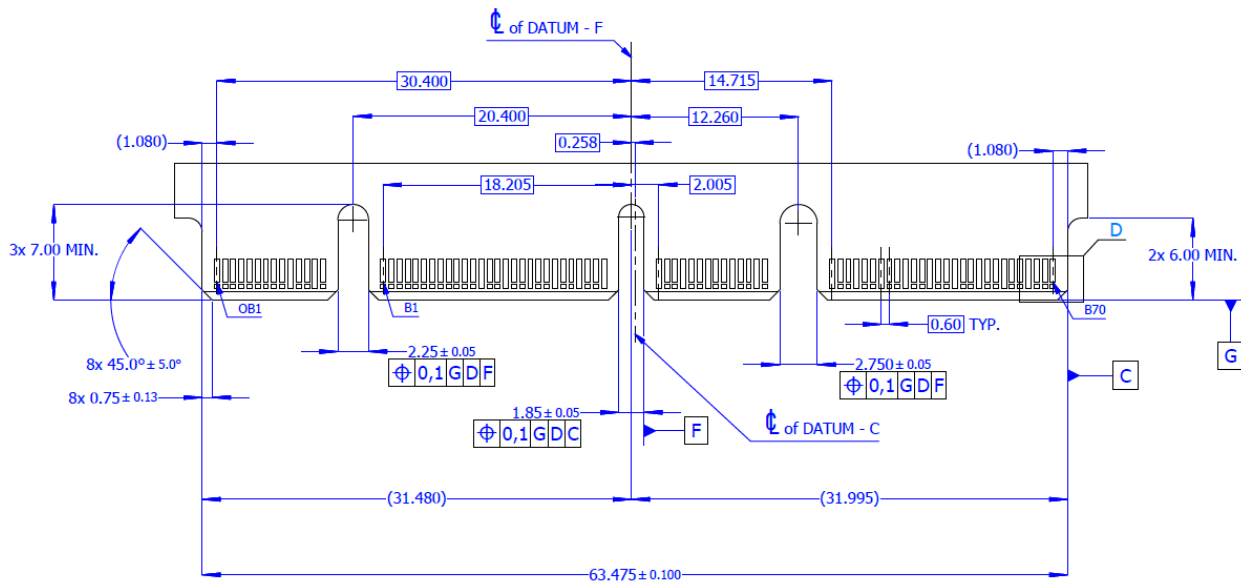 ℄ of DATUM - F
30.400
14.715
20.400
12.260
(1.080)
0.258
(1.080)
18.205
2.005
3x 7.00 MIN.
D
2x 6.00 MIN.
OB1
B1
B70
0.60 TYP.
G
8x 45.0° ± 5.0°
2.25 ± 0.05
⌖ 0,1 G D F
2.750 ± 0.05
⌖ 0,1 G D F
C
8x 0.75 ± 0.13
1.85 ± 0.05
⌖ 0,1 G D C
F
℄ of DATUM - C
(31.480)
(31.995)
63.475 ± 0.100